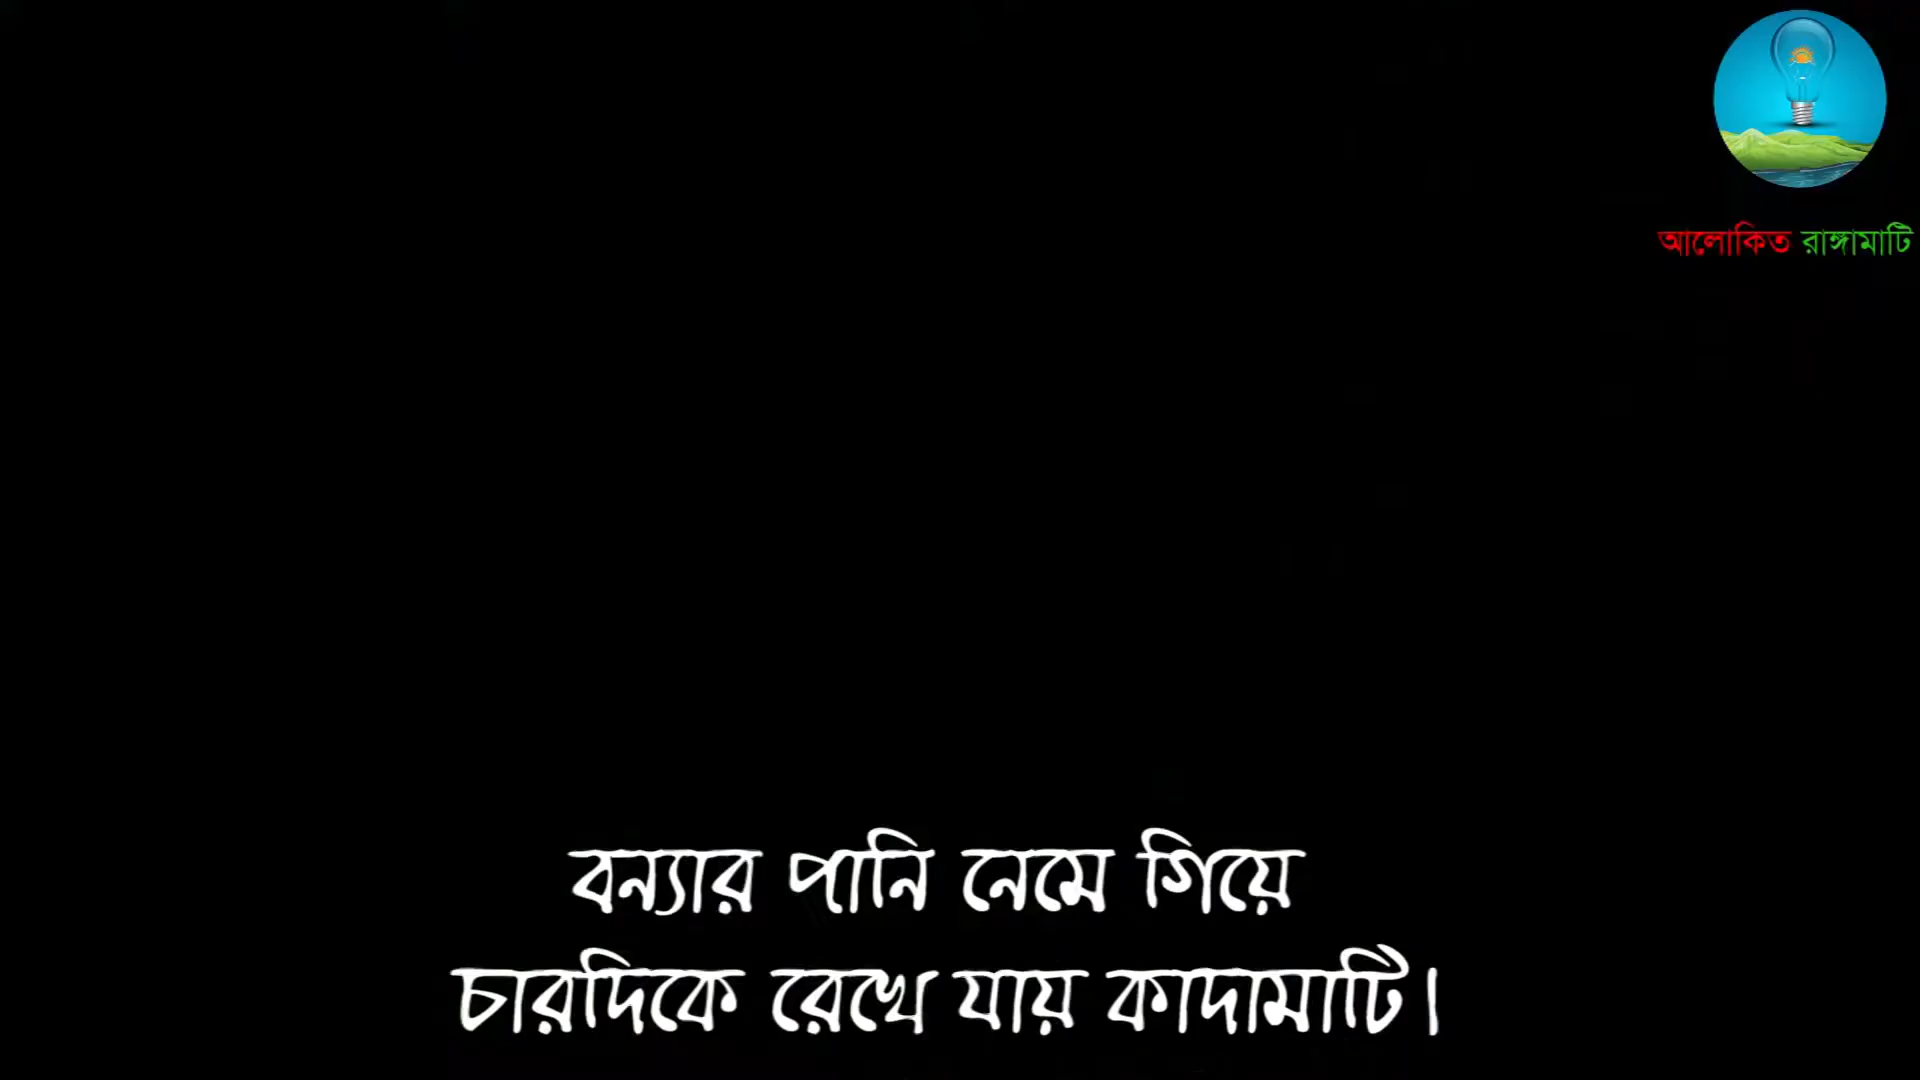 আলোকিত রাঙ্গামাটি
বন্যার পানি নেমে গিয়ে
চারদিকে রেখে যায় কাদামাটি।